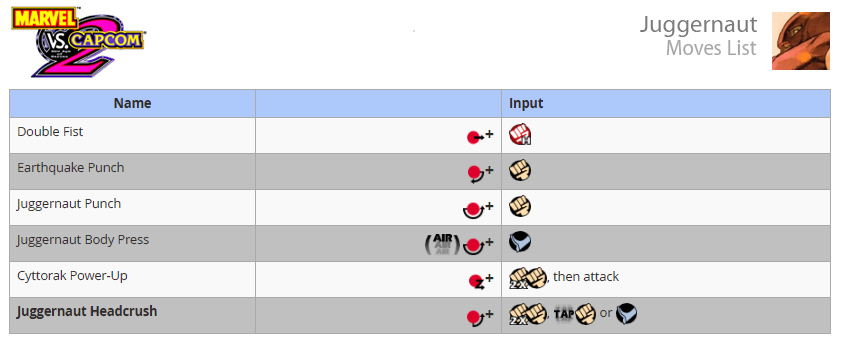 MARVEL
VS. CAPCOM
2
Juggernaut
Moves List
Name Input
Double Fist + H
Earthquake Punch +
Juggernaut Punch +
Juggernaut Body Press (AIR) +
Cyttorak Power-Up + 2X, then attack
Juggernaut Headcrush + 2X, TAP or